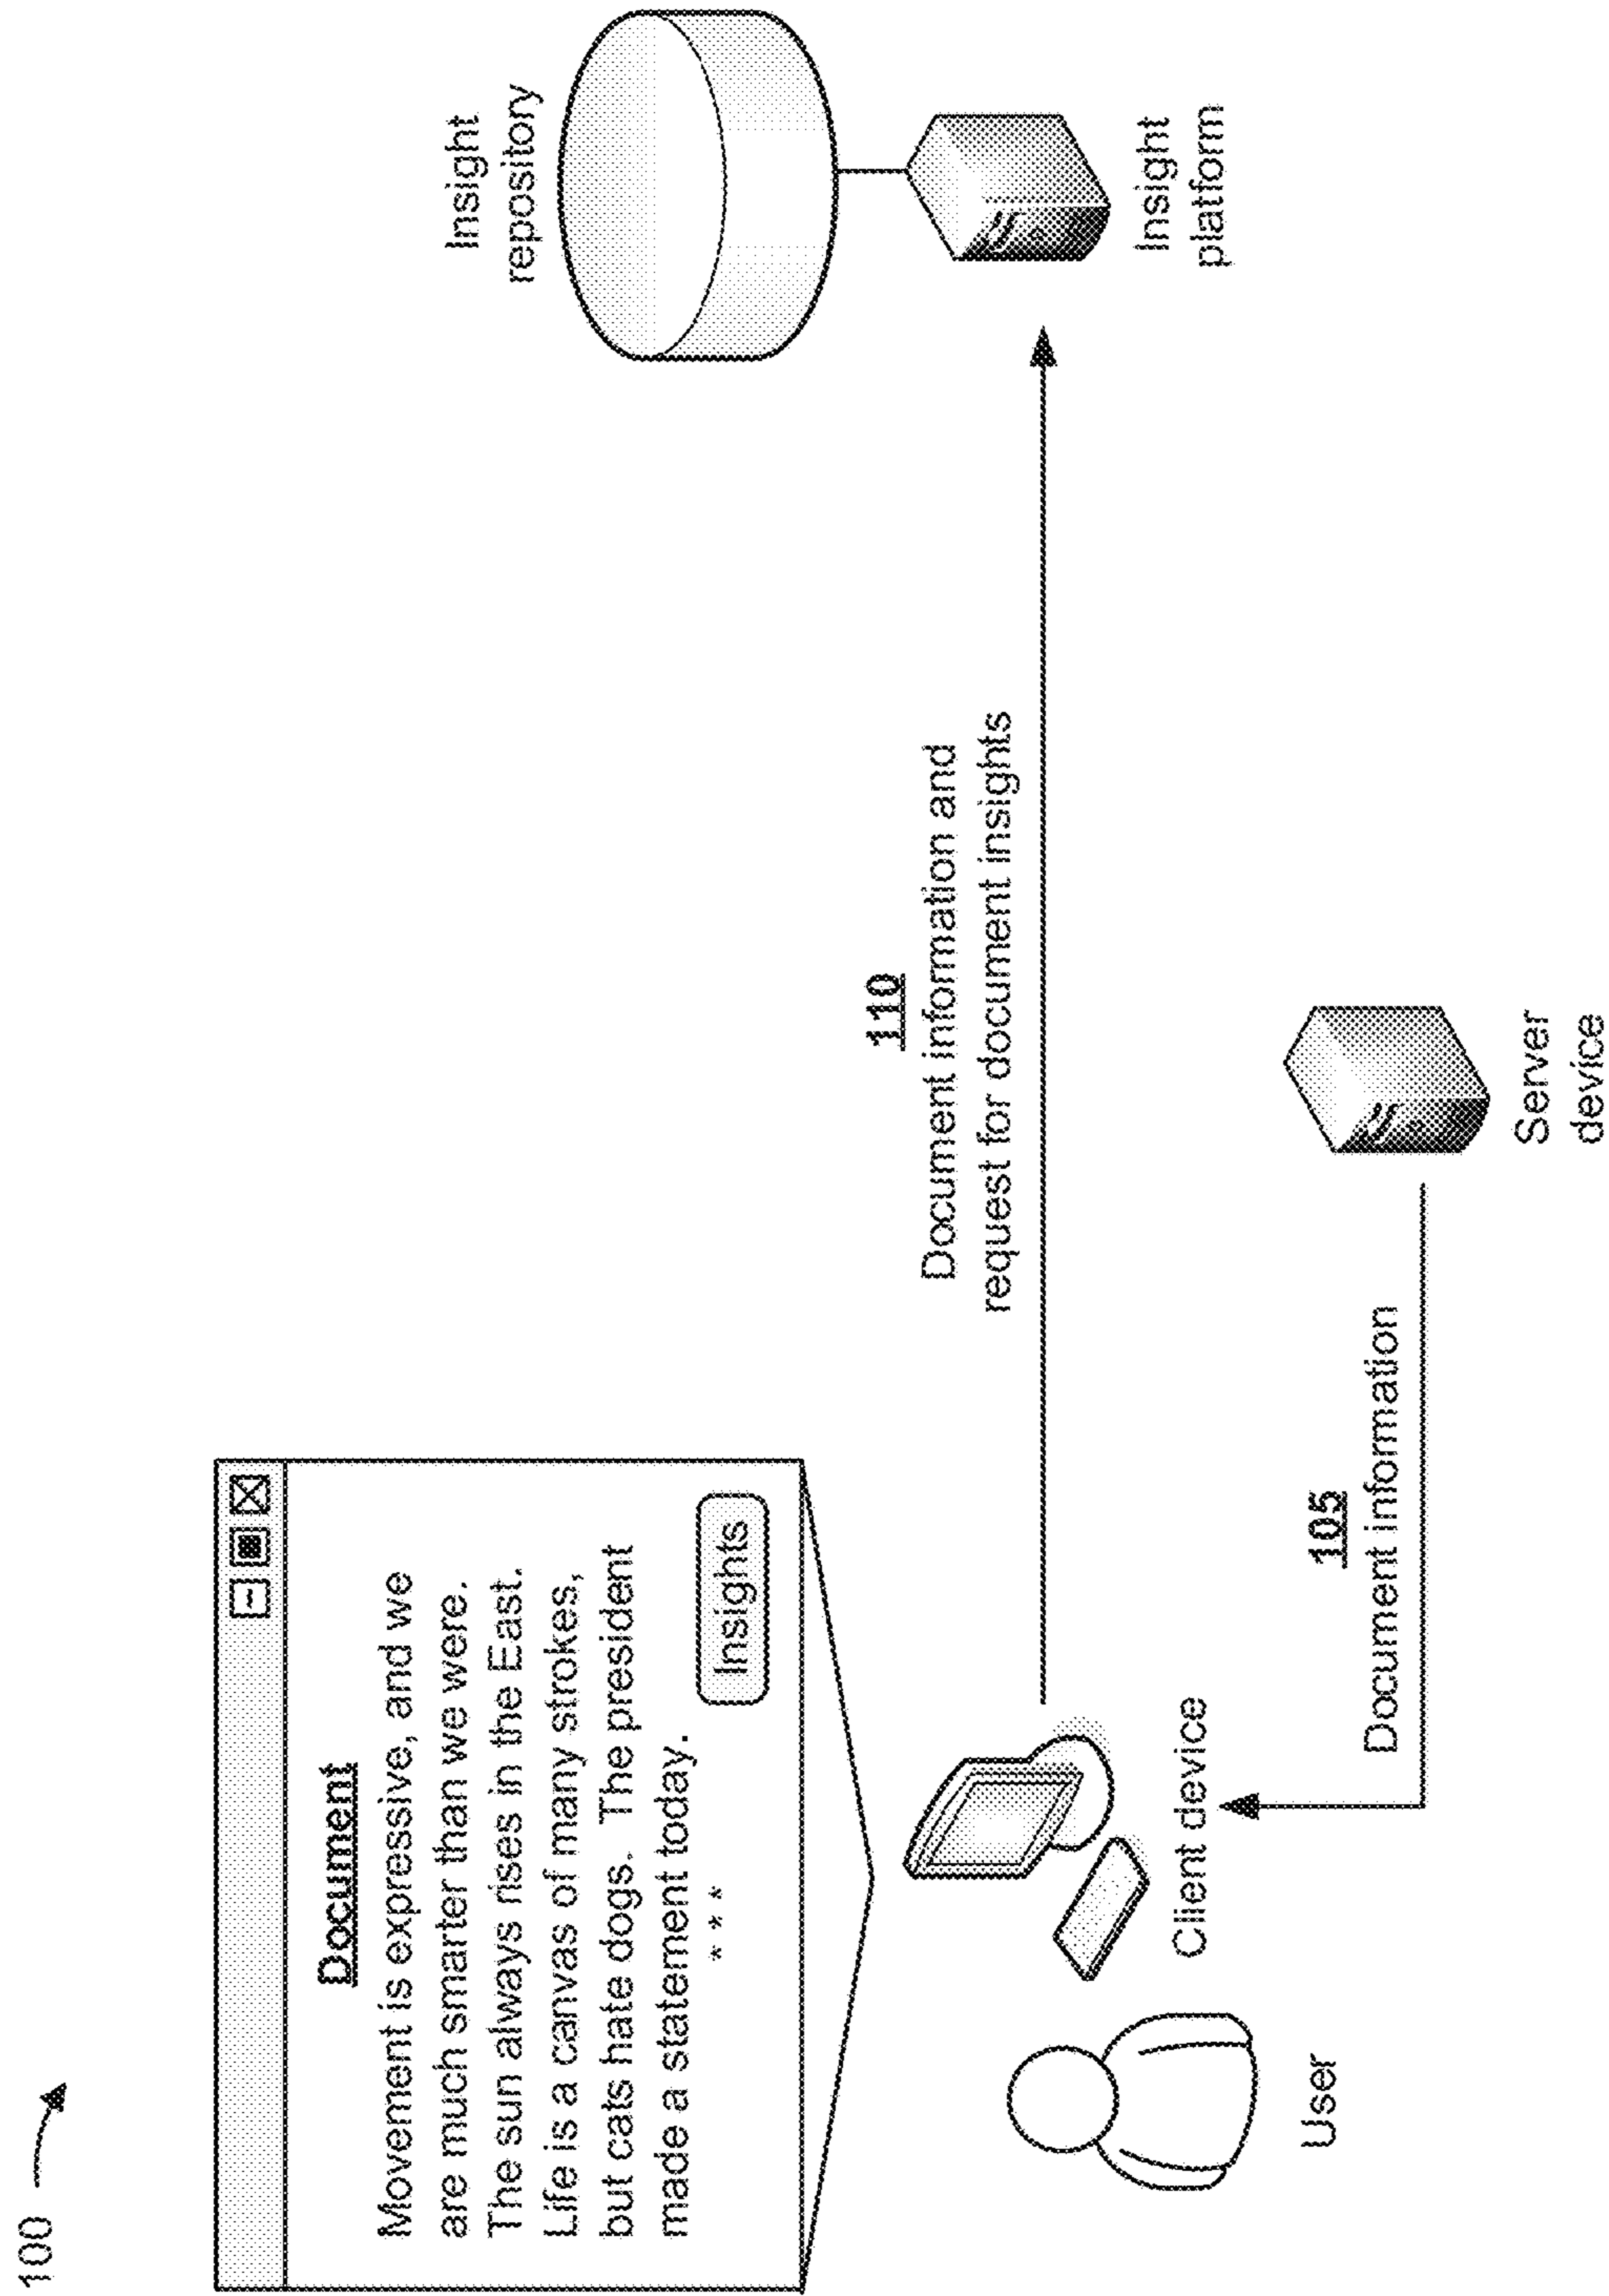 100
Document
Movement is expressive, and we
are much smarter than we were.
The sun always rises in the East.
Life is a canvas of many strokes,
but cats hate dogs. The president
made a statement today.
* * *
Insights
Insight
repository
110
Document information and
request for document insights
Insight
platform
Client device
User
105
Document information
Server
device